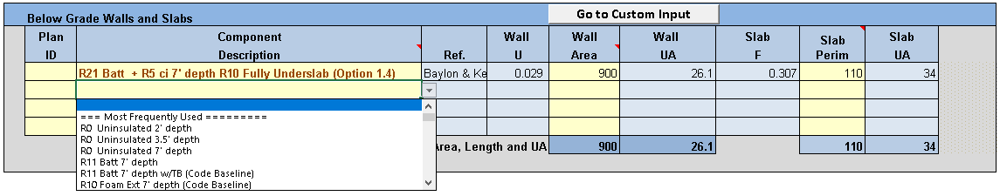 Below Grade Walls and Slabs
Go to Custom Input
Plan ID Component Description Ref. Wall U Wall Area Wall UA Slab F Slab Perim Slab UA
R21 Batt + R5 ci 7' depth R10 Fully Underslab (Option 1.4) Baylon & Ke 0.029 900 26.1 0.307 110 34
=== Most Frequently Used =========
R0 Uninsulated 2' depth
R0 Uninsulated 3.5' depth
R0 Uninsulated 7' depth
R11 Batt 7' depth
R11 Batt 7' depth w/TB (Code Baseline)
R10 Foam Ext 7' depth (Code Baseline)
Area, Length and UA 900 26.1 110 34